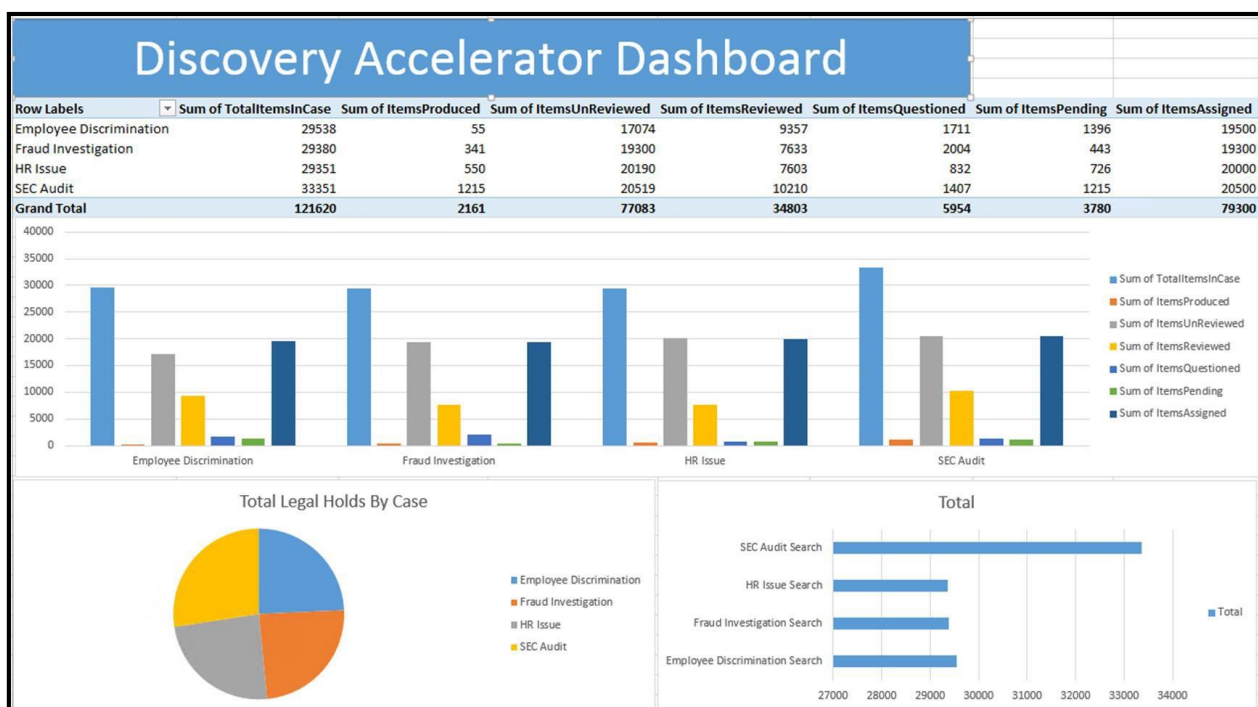 Discovery Accelerator Dashboard
Row Labels Sum of TotalItemsInCase Sum of ItemsProduced Sum of ItemsUnReviewed Sum of ItemsReviewed Sum of ItemsQuestioned Sum of ItemsPending Sum of ItemsAssigned
Employee Discrimination 29538 55 17074 9357 1711 1396 19500
Fraud Investigation 29380 341 19300 7633 2004 443 19300
HR Issue 29351 550 20190 7603 832 726 20000
SEC Audit 33351 1215 20519 10210 1407 1215 20500
Grand Total 121620 2161 77083 34803 5954 3780 79300
40000
35000
30000
25000
20000
15000
10000
5000
0
Employee Discrimination Fraud Investigation HR Issue SEC Audit
Sum of TotalItemsInCase
Sum of ItemsProduced
Sum of ItemsUnReviewed
Sum of ItemsReviewed
Sum of ItemsQuestioned
Sum of ItemsPending
Sum of ItemsAssigned
Total Legal Holds By Case
Employee Discrimination
Fraud Investigation
HR Issue
SEC Audit
Total
SEC Audit Search
HR Issue Search
Fraud Investigation Search
Employee Discrimination Search
27000 28000 29000 30000 31000 32000 33000 34000
Total